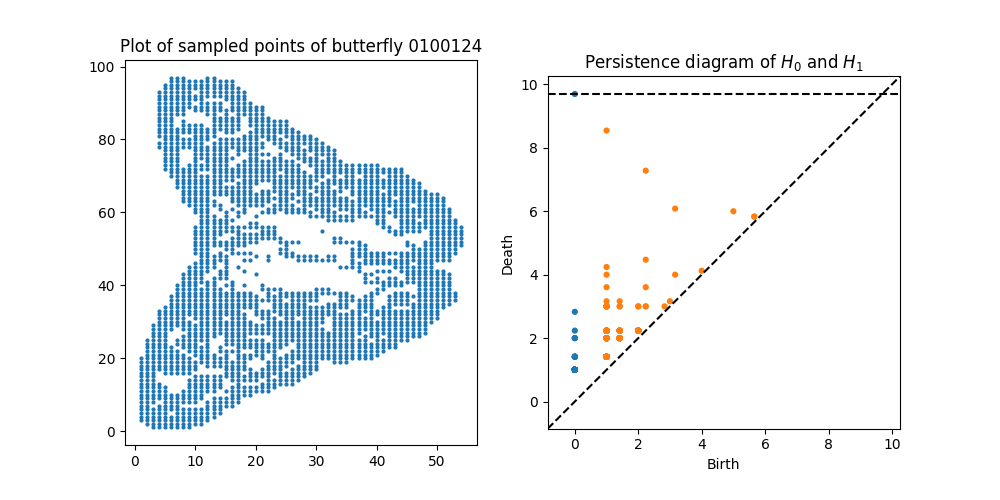 Plot of sampled points of butterfly 0100124
100
80
60
40
20
0
0 10 20 30 40 50
Persistence diagram of H₀ and H₁
10
8
6
4
2
0
Death
0 2 4 6 8 10
Birth